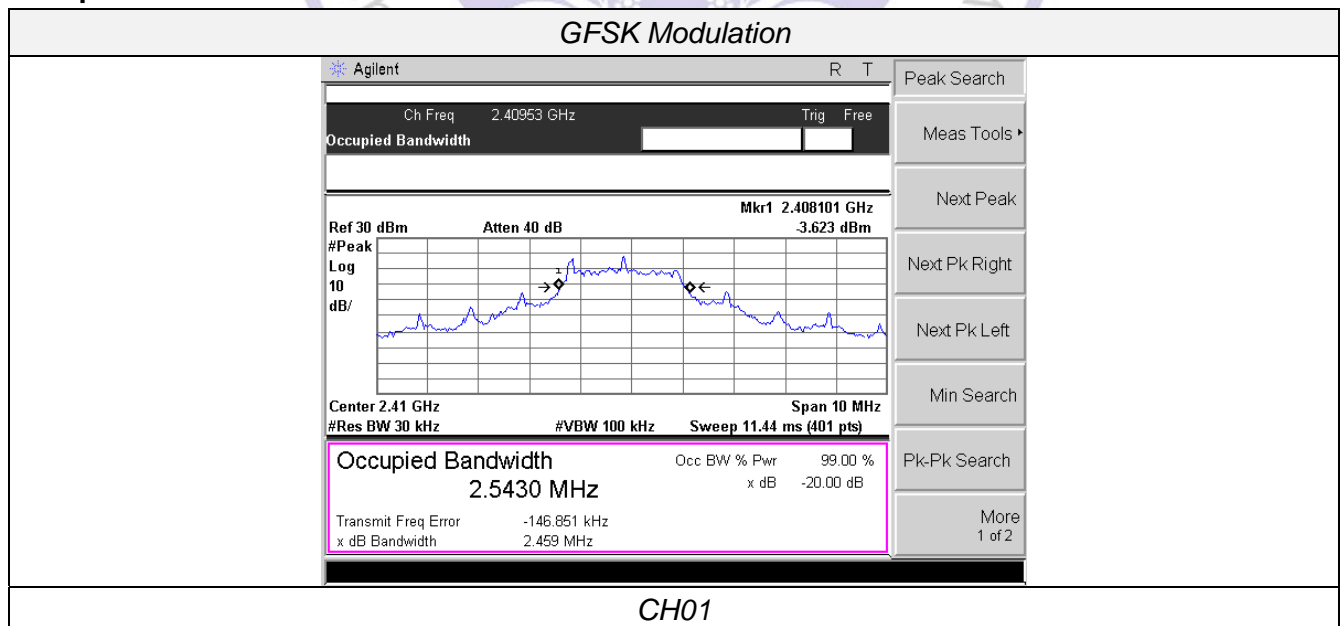 GFSK Modulation
Agilent R T
Peak Search
Ch Freq 2.40953 GHz Trig Free
Occupied Bandwidth
Meas Tools
Next Peak
Mkr1 2.408101 GHz
Ref 30 dBm Atten 40 dB -3.623 dBm
#Peak
Log
10
dB/
1
Next Pk Right
Next Pk Left
Min Search
Center 2.41 GHz Span 10 MHz
#Res BW 30 kHz #VBW 100 kHz Sweep 11.44 ms (401 pts)
Occupied Bandwidth Occ BW % Pwr 99.00 %
2.5430 MHz x dB -20.00 dB
Pk-Pk Search
Transmit Freq Error -146.851 kHz
x dB Bandwidth 2.459 MHz
More
1 of 2
CH01